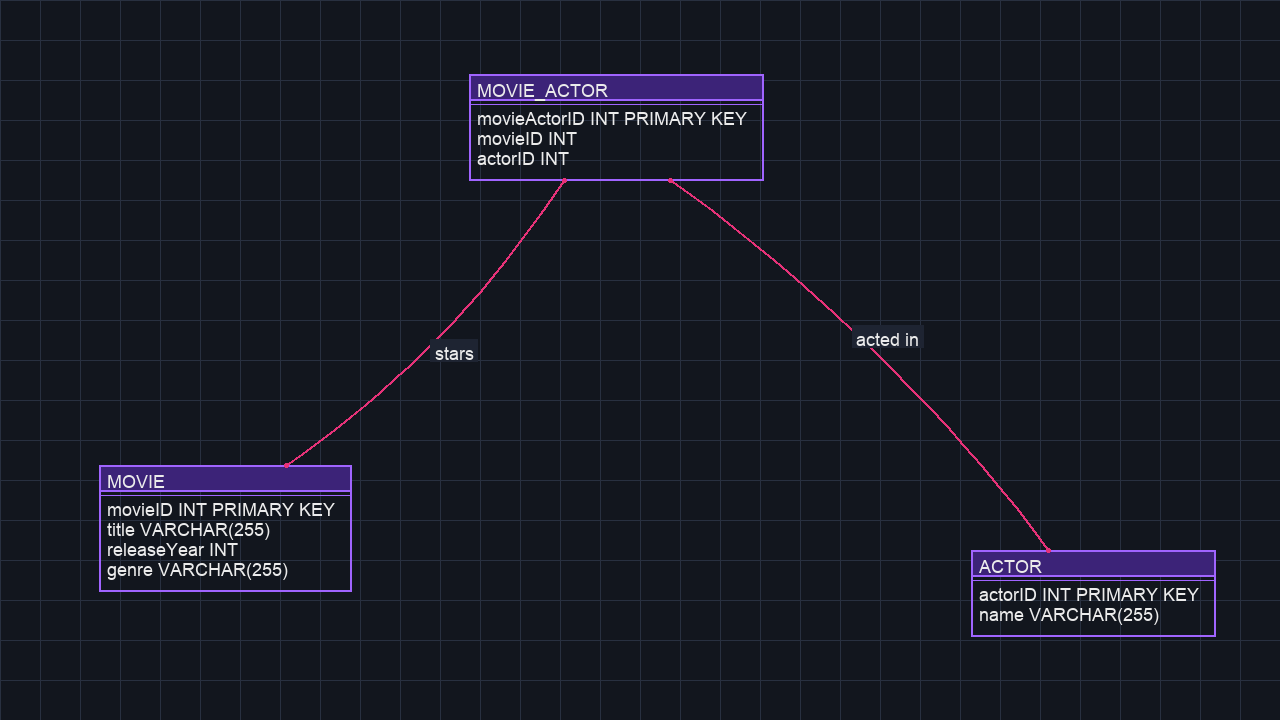 MOVIE_ACTOR
movieActorID INT PRIMARY KEY
movieID INT
actorID INT
stars
acted in
MOVIE
movieID INT PRIMARY KEY
title VARCHAR(255)
releaseYear INT
genre VARCHAR(255)
ACTOR
actorID INT PRIMARY KEY
name VARCHAR(255)